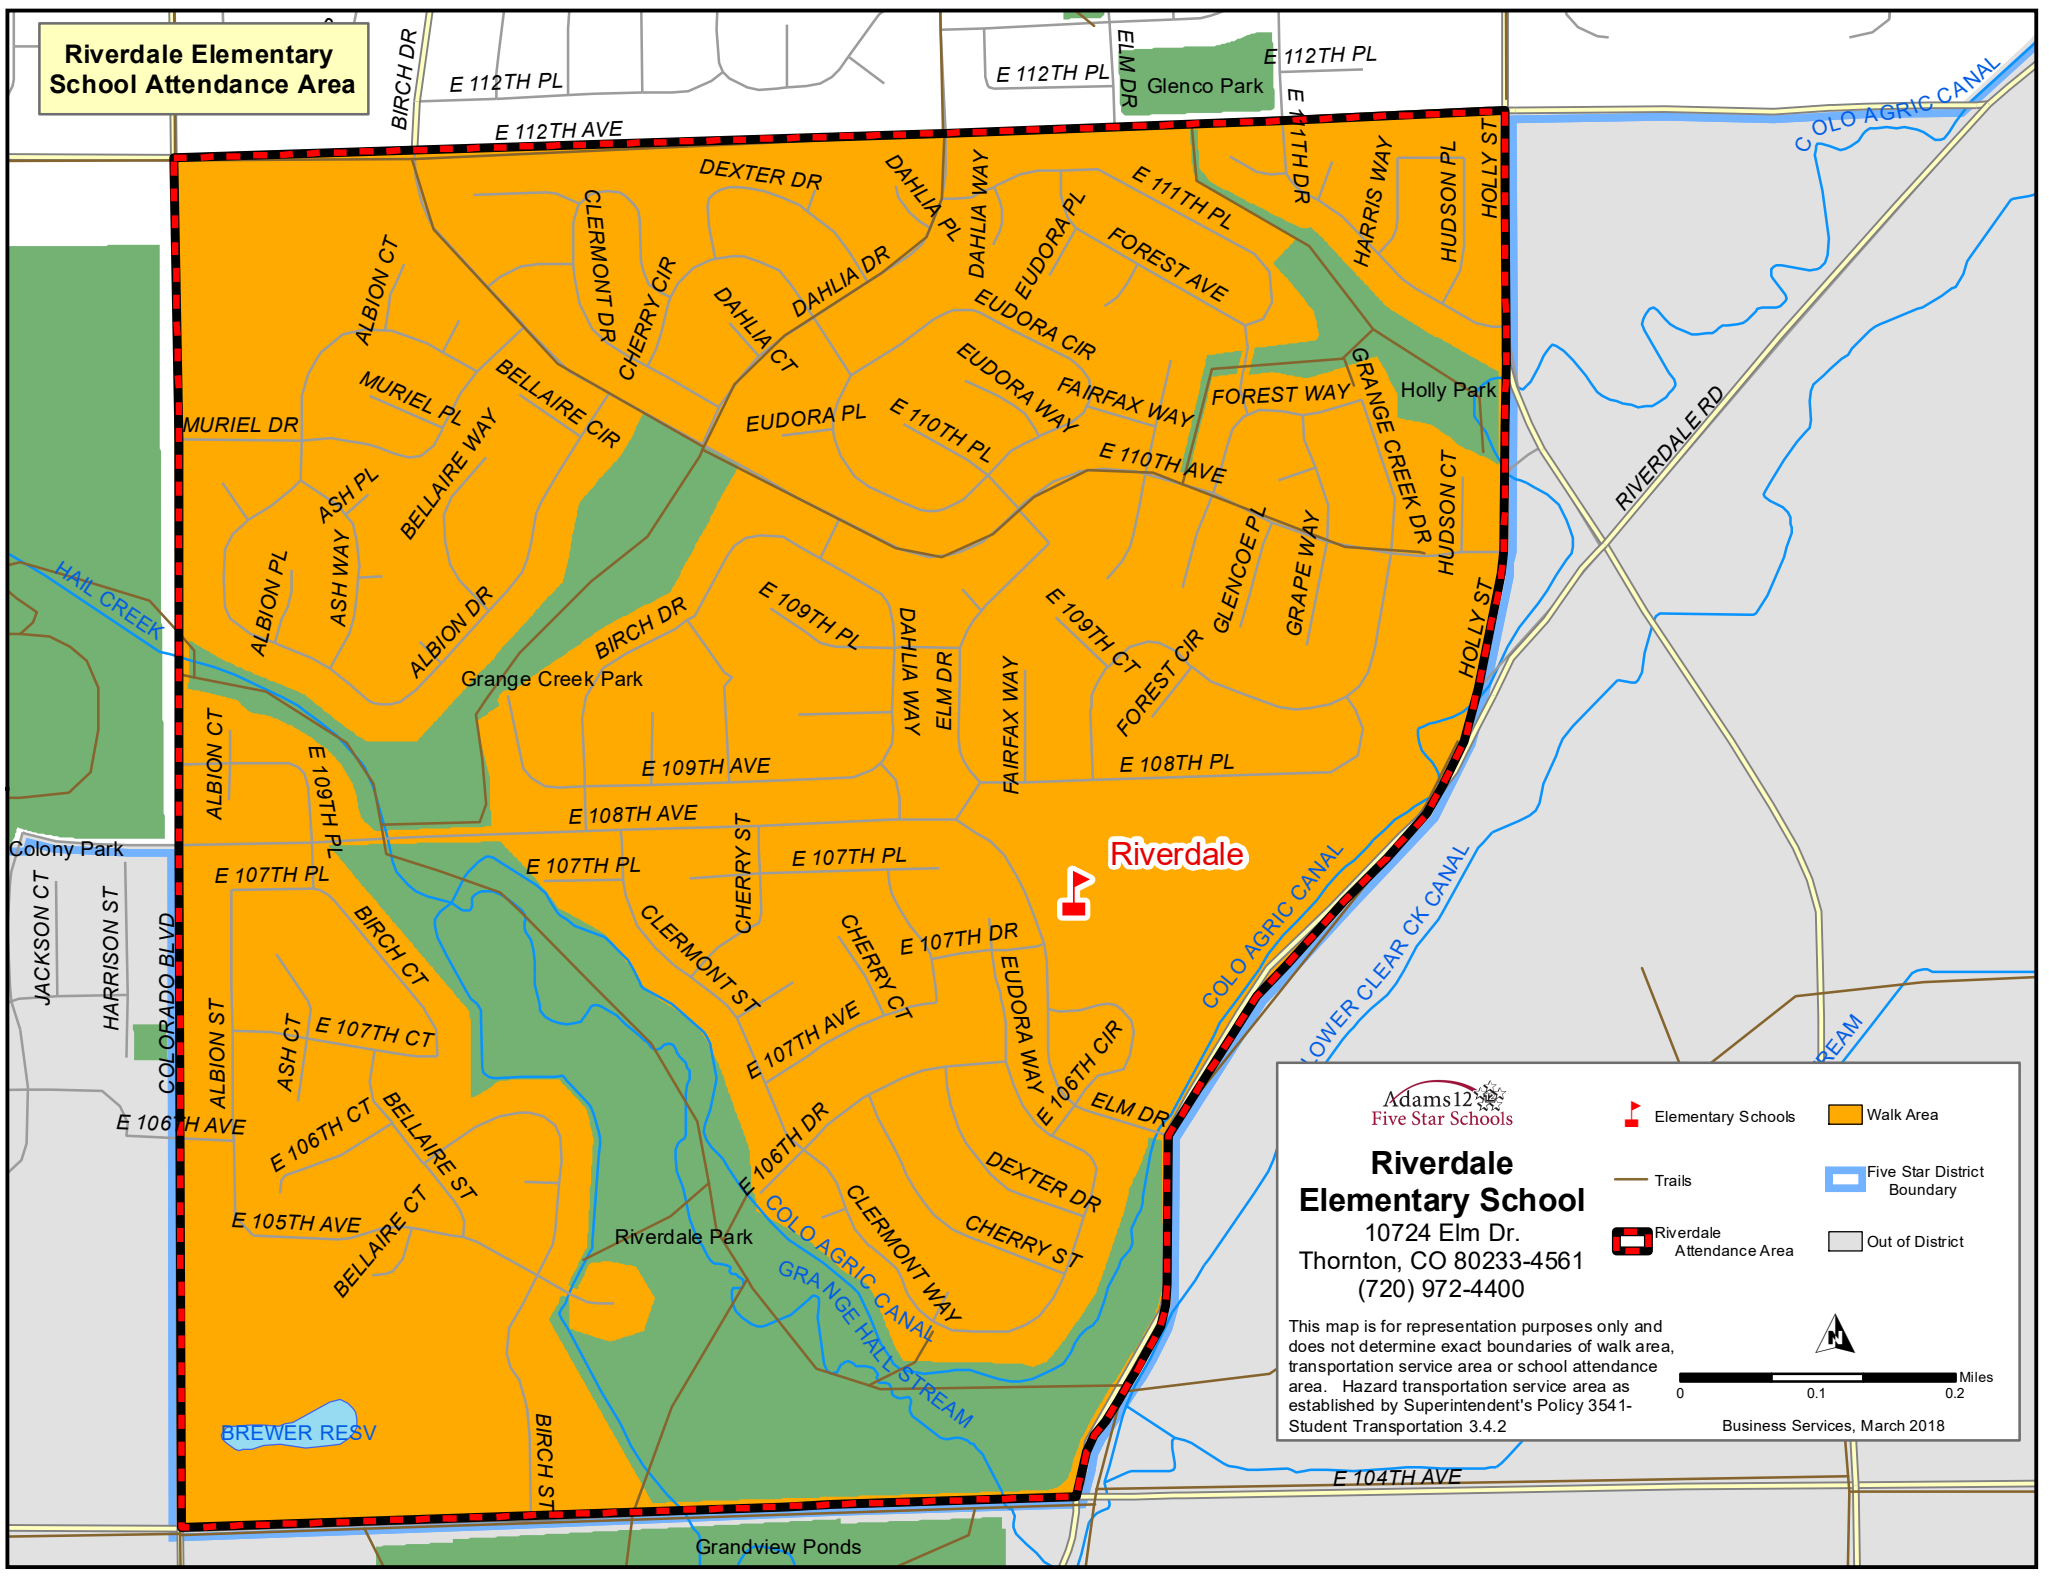 Riverdale Elementary
School Attendance Area
BIRCH DR
E 112TH PL
E 112TH PL
ELM DR
Glenco Park
E 112TH PL
E 112TH AVE
E 111TH DR
COLO AGRIC CANAL
HOLLY ST
HARRIS WAY
HUDSON PL
DEXTER DR
DAHLIA PL
DAHLIA WAY
E 111TH PL
CLERMONT DR
EUDORA PL
FOREST AVE
ALBION CT
CHERRY CIR
DAHLIA DR
DAHLIA CT
EUDORA CIR
MURIEL PL
BELLAIRE CIR
EUDORA WAY
FAIRFAX WAY
FOREST WAY
GRANGE CREEK DR
Holly Park
MURIEL DR
EUDORA PL
E 110TH PL
E 110TH AVE
BELLAIRE WAY
RIVERDALE RD
ASH PL
HUDSON CT
GLENCOE PL
GRAPE WAY
HAIL CREEK
ALBION PL
ASH WAY
ALBION DR
BIRCH DR
E 109TH PL
DAHLIA WAY
ELM DR
E 109TH CT
FOREST CIR
HOLLY ST
Grange Creek Park
FAIRFAX WAY
ALBION CT
E 109TH PL
E 109TH AVE
E 108TH PL
E 108TH AVE
Colony Park
E 107TH PL
E 107TH PL
CHERRY ST
E 107TH PL
Riverdale
COLO AGRIC CANAL
LOWER CLEAR CK CANAL
JACKSON CT
HARRISON ST
COLORADO BLVD
BIRCH CT
CLERMONT ST
CHERRY CT
E 107TH DR
EUDORA WAY
ALBION ST
ASH CT
E 107TH CT
E 107TH AVE
E 106TH CIR
REAM
E 106TH AVE
E 106TH CT
BELLAIRE ST
E 106TH DR
ELM DR
DEXTER DR
E 105TH AVE
BELLAIRE CT
Riverdale Park
COLO AGRIC CANAL
CLERMONT WAY
CHERRY ST
GRANGE HALL STREAM
BREWER RESV
BIRCH ST
E 104TH AVE
Grandview Ponds
Adams12
Five Star Schools
Riverdale
Elementary School
10724 Elm Dr.
Thornton, CO 80233-4561
(720) 972-4400
Elementary Schools
Walk Area
Trails
Five Star District
Boundary
Riverdale
Attendance Area
Out of District
This map is for representation purposes only and
does not determine exact boundaries of walk area,
transportation service area or school attendance
area. Hazard transportation service area as
established by Superintendent's Policy 3541-
Student Transportation 3.4.2
N
Miles
0 0.1 0.2
Business Services, March 2018